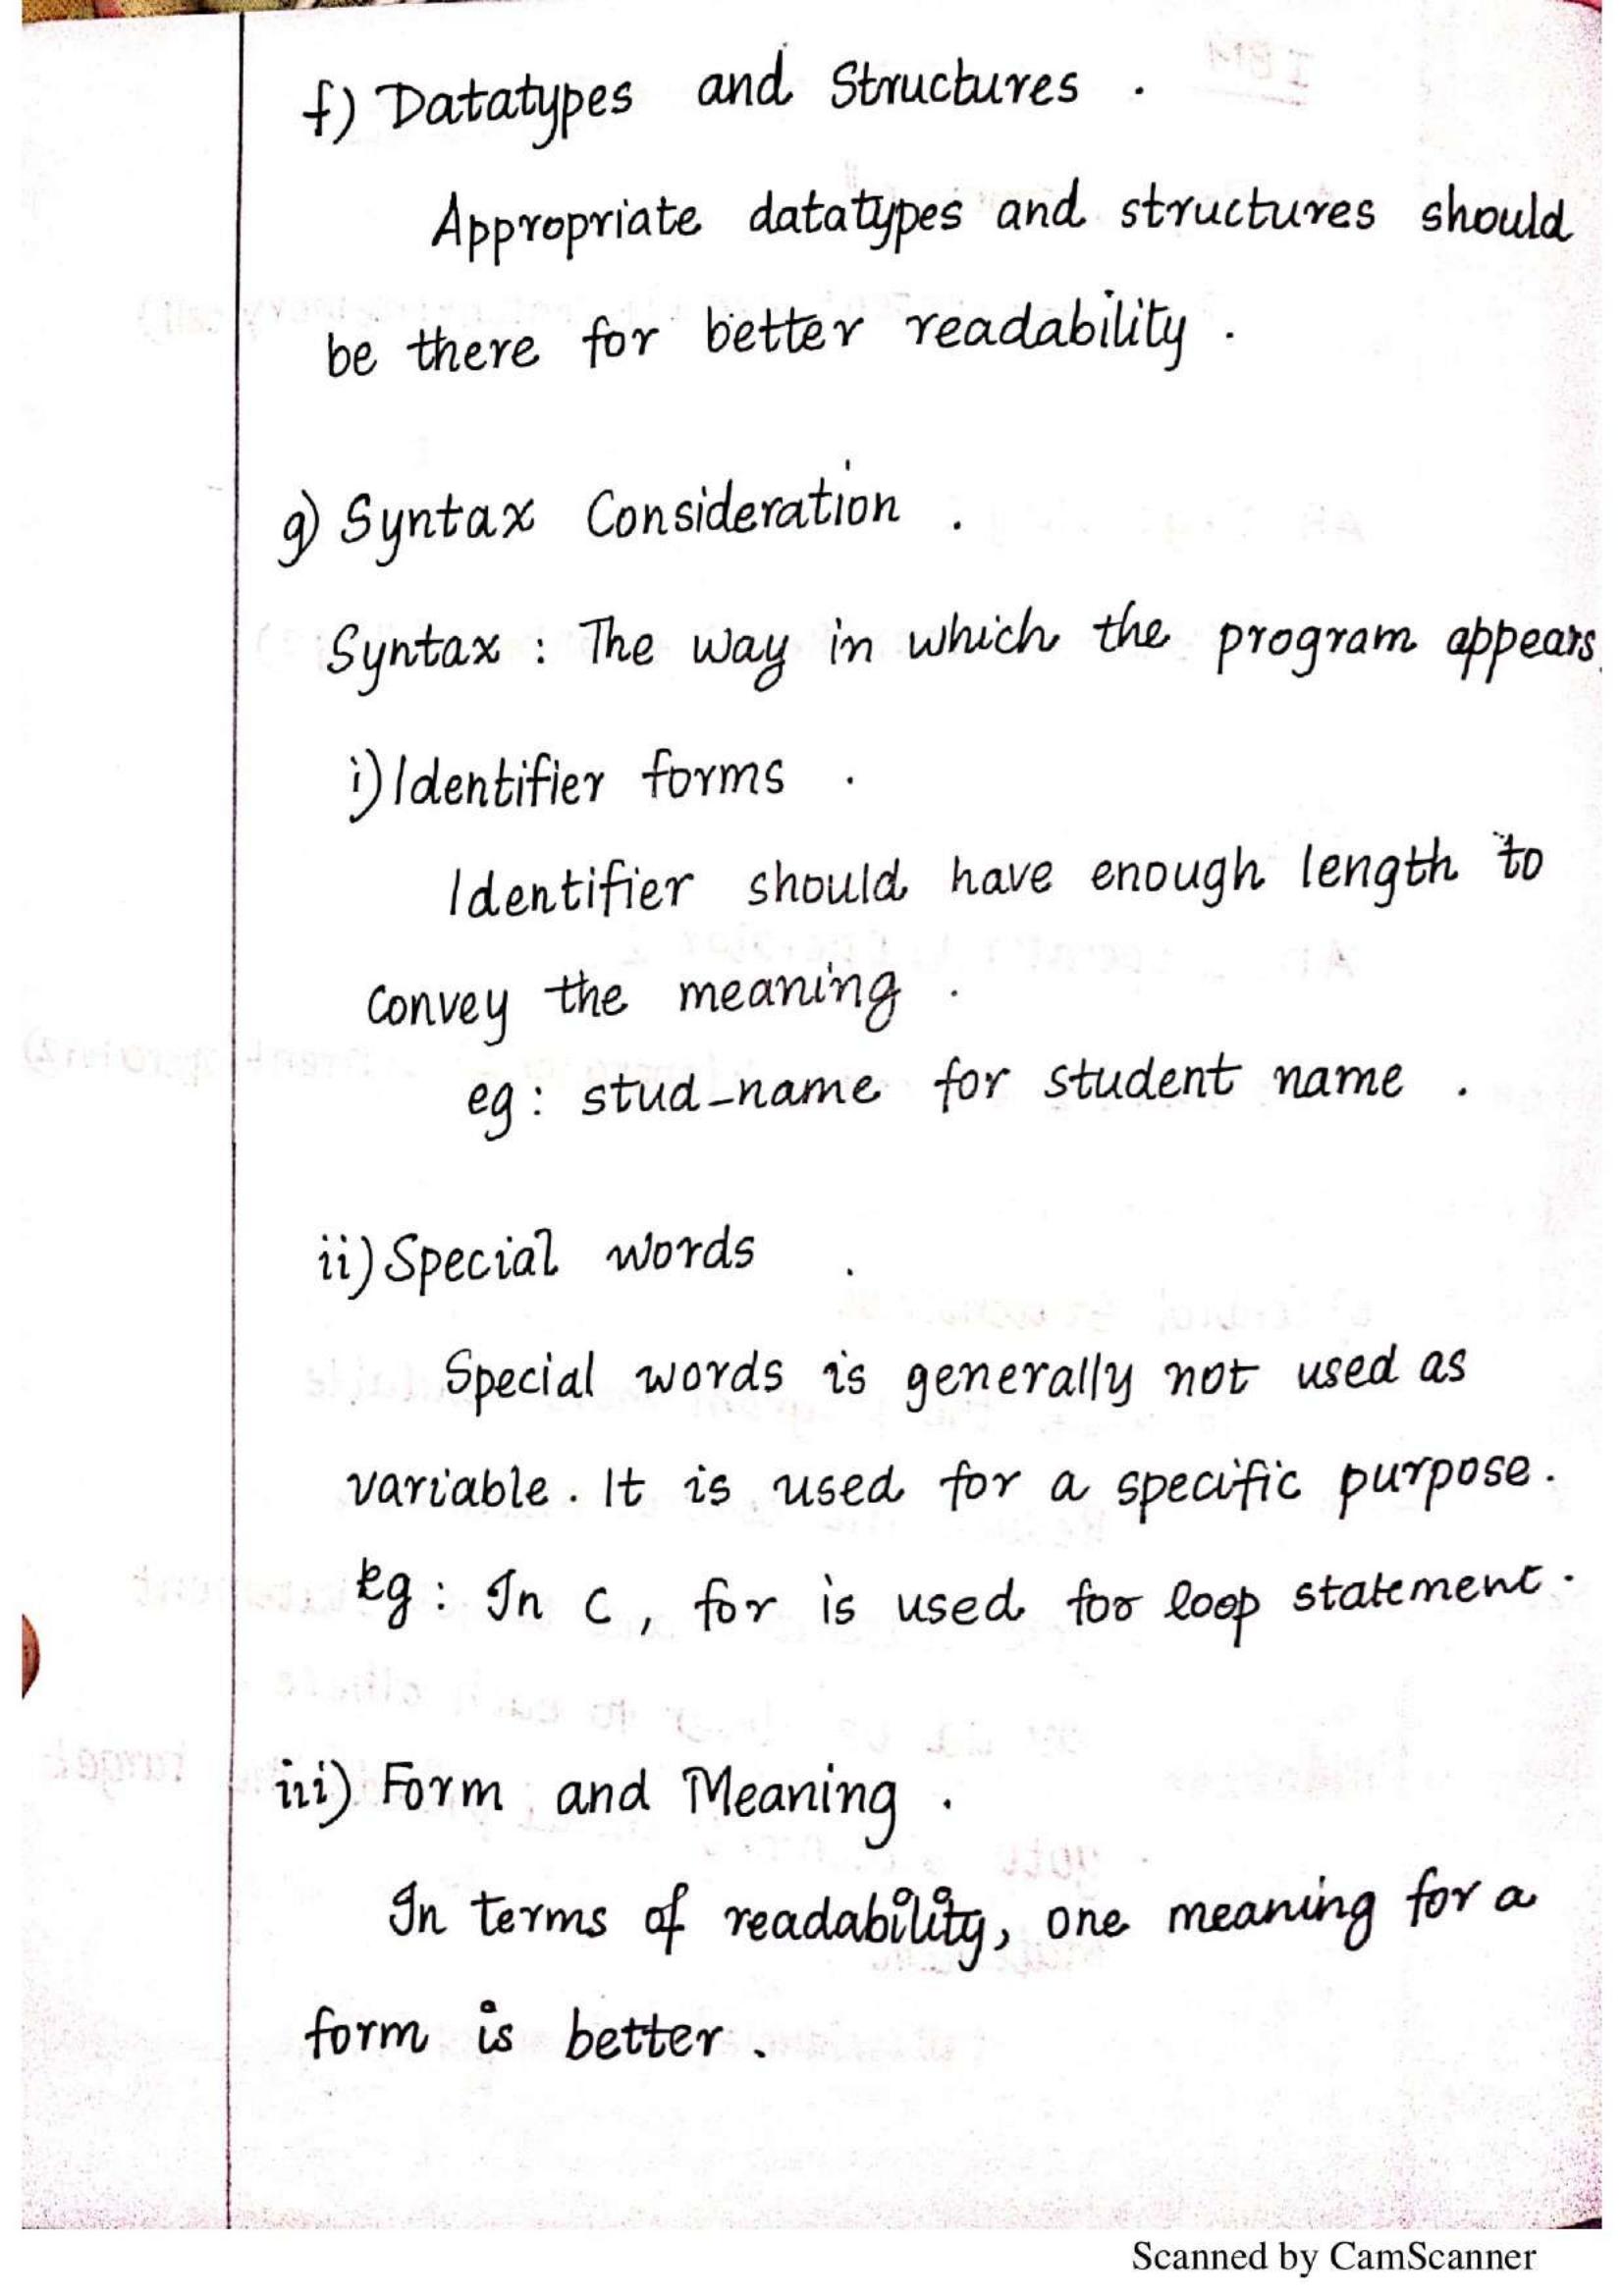 f) Datatypes and Structures .
Appropriate datatypes and structures should
be there for better readability .
g) Syntax Consideration .
Syntax : The way in which the program appears.
i) Identifier forms .
Identifier should have enough length to
convey the meaning .
eg : stud_name for student name .
ii) Special words .
Special words is generally not used as
variable . It is used for a specific purpose .
Eg : In C , for is used for loop statement .
iii) Form and Meaning .
In terms of readability, one meaning for a
form is better .
Scanned by CamScanner